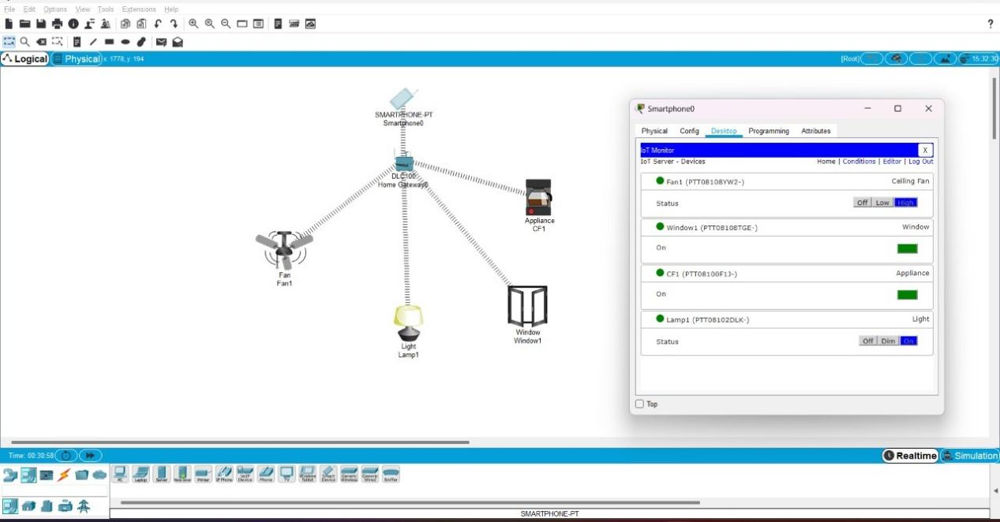 File Edit Options View Tools Extensions Help
?
Logical Physical x: 1778, y: 194 [Root] 15:32:30
SMARTPHONE-PT
Smartphone0
DLC100
Home Gateway0
Appliance
CF1
Fan
Fan1
Light
Lamp1
Window
Window1
Smartphone0
Physical Config Desktop Programming Attributes
IoT Monitor X
IoT Server - Devices Home | Conditions | Editor | Log Out
Fan1 (PTT08108YW2-) Ceiling Fan
Status Off Low High
Window1 (PTT08108TGE-) Window
On
CF1 (PTT08100F1J-) Appliance
On
Lamp1 (PTT08102DLK-) Light
Status Off Dim On
Top
Time: 00:30:58 Realtime Simulation
PC Laptop Server Printer IP Phone VoIP Device Phone TV Wireless Tablet Smart Device Generic Wireless Generic Wired Sniffer
SMARTPHONE-PT